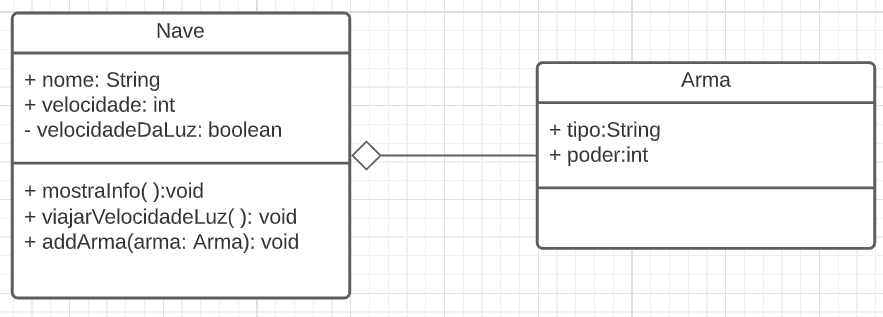 Nave
+ nome: String
+ velocidade: int
- velocidadeDaLuz: boolean
+ mostraInfo( ):void
+ viajarVelocidadeLuz( ): void
+ addArma(arma: Arma): void
Arma
+ tipo:String
+ poder:int